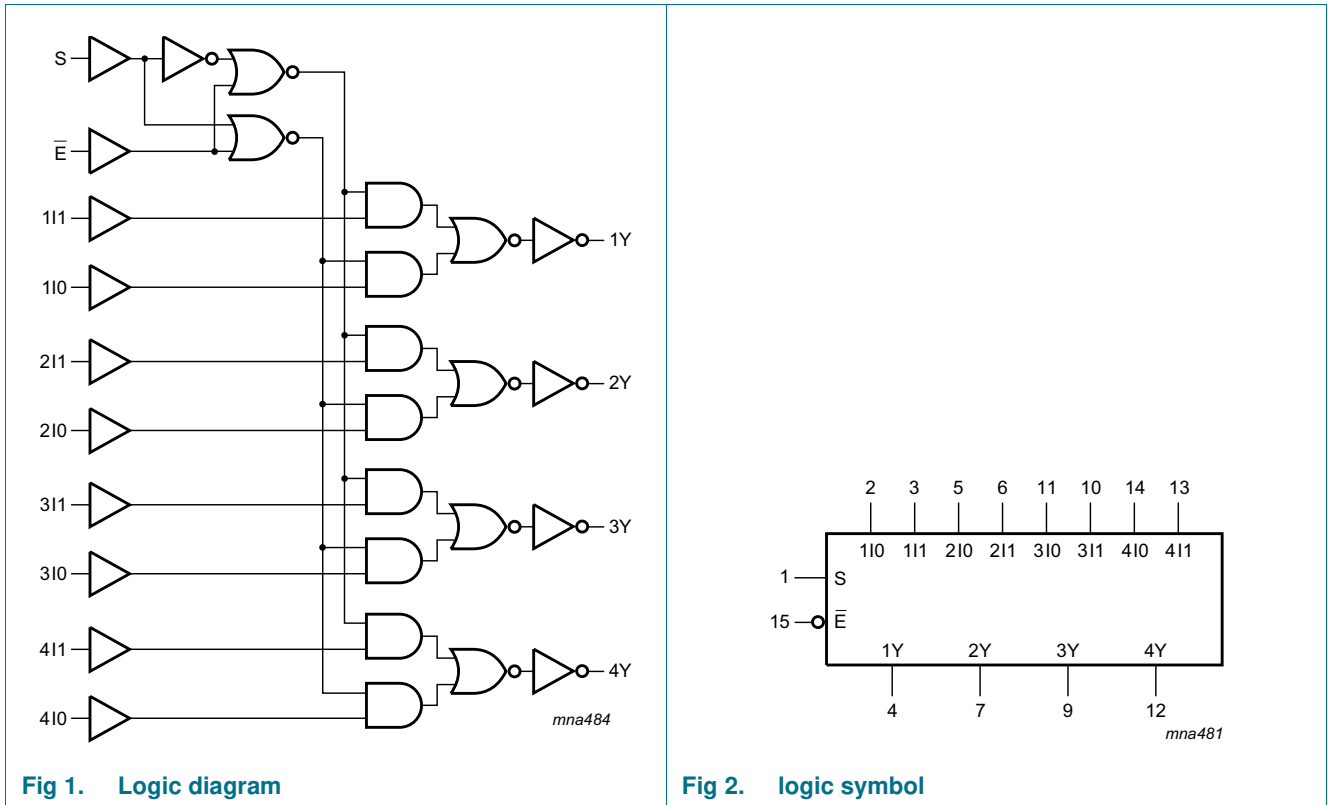 S
E̅
1I1
1I0
2I1
2I0
3I1
3I0
4I1
4I0
1Y
2Y
3Y
4Y
mna484
Fig 1. Logic diagram
2 3 5 6 11 10 14 13
1I0 1I1 2I0 2I1 3I0 3I1 4I0 4I1
1 S
15 E̅
1Y 2Y 3Y 4Y
4 7 9 12
mna481
Fig 2. logic symbol